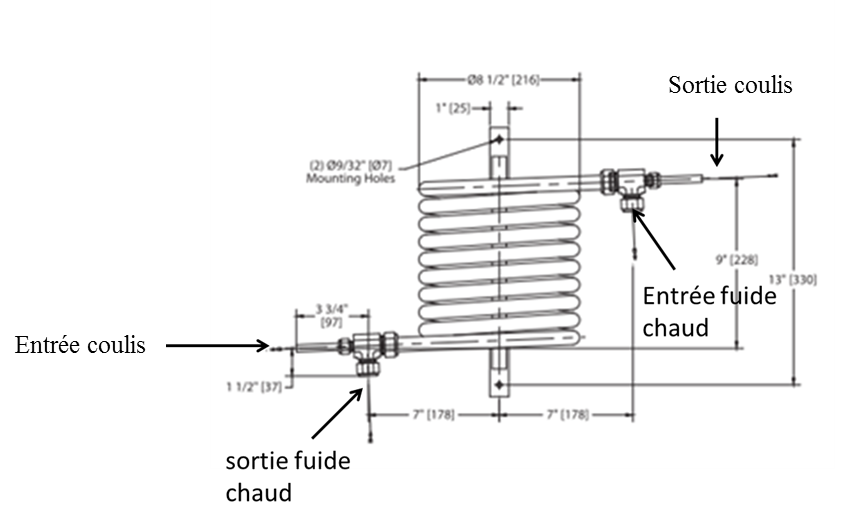 Ø8 1/2" [216]
Sortie coulis
1" [25]
(2) Ø9/32" [Ø7]
Mounting Holes
9" [228]
13" [330]
Entrée fuide
chaud
3 3/4"
[97]
Entrée coulis
1 1/2" [37]
7" [178]
7" [178]
sortie fuide
chaud